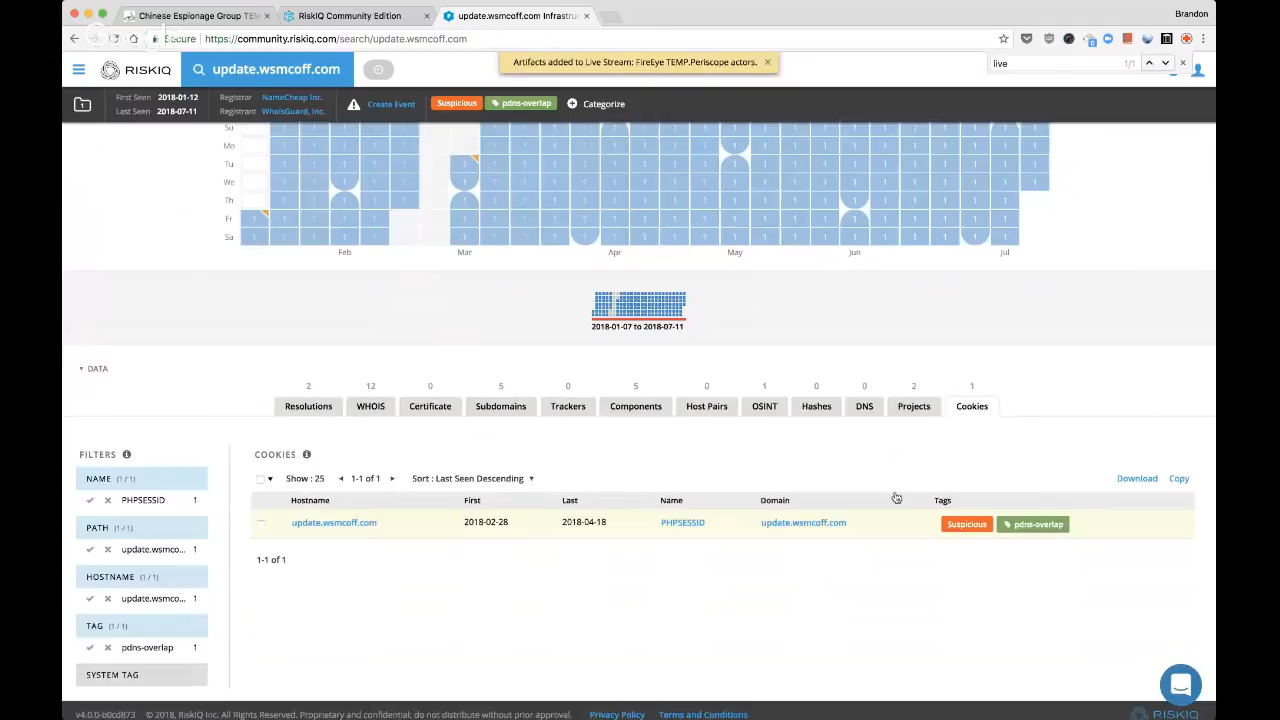 Chinese Espionage Group TEM
RiskIQ Community Edition
update.wsmcoff.com Infrastru
Brandon
Secure
https://community.riskiq.com/search/update.wsmcoff.com
RISKIQ
update.wsmcoff.com
Artifacts added to Live Stream: FireEye TEMP.Periscope actors.
live
1/1
First Seen 2018-01-12
Last Seen 2018-07-11
Registrar NameCheap Inc.
Registrant WhoisGuard, Inc.
Create Event
Suspicious
pdns-overlap
Categorize
Su
Mo
Tu
We
Th
Fr
Sa
Feb Mar Apr May Jun Jul
2018-01-07 to 2018-07-11
DATA
2 12 0 5 0 5 0 1 0 0 2 1
Resolutions WHOIS Certificate Subdomains Trackers Components Host Pairs OSINT Hashes DNS Projects Cookies
FILTERS
NAME (1 / 1)
PHPSESSID 1
PATH (1 / 1)
update.wsmco... 1
HOSTNAME (1 / 1)
update.wsmco... 1
TAG (1 / 1)
pdns-overlap 1
SYSTEM TAG
COOKIES
Show : 25 1-1 of 1 Sort : Last Seen Descending
Download Copy
Hostname First Last Name Domain Tags
update.wsmcoff.com 2018-02-28 2018-04-18 PHPSESSID update.wsmcoff.com Suspicious pdns-overlap
1-1 of 1
v4.0.0-b0cd873 © 2018, RiskIQ Inc. All Rights Reserved. Proprietary and confidential; do not distribute without prior approval. Privacy Policy Terms and Conditions
RISKIQ